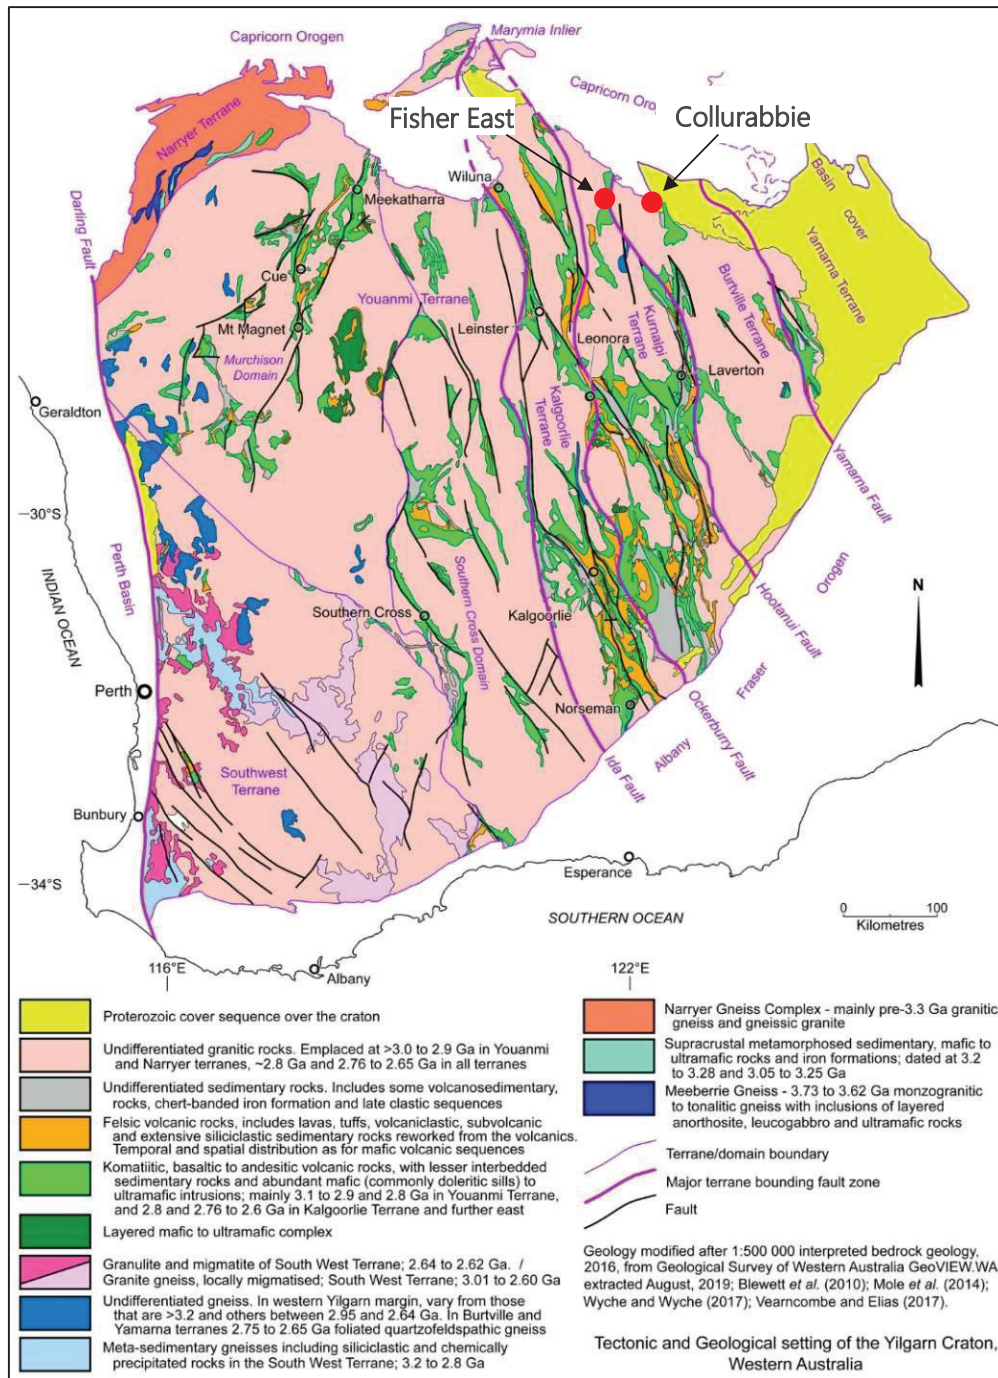 Capricorn Orogen
Marymia Inlier
Capricorn Orogen
Fisher East
Collurabbie
Narryer Terrane
Wiluna
Meekatharra
Basin
cover
Yamarna Terrane
Darling Fault
Cue
Youanmi Terrane
Burtville Terrane
Mt Magnet
Leinster
Leonora
Kurnalpi
Terrane
Murchison
Domain
Laverton
Geraldton
Kalgoorlie
Terrane
Yamarna Fault
30°S
Perth Basin
INDIAN OCEAN
Orogen
Hootanui Fault
Southern Cross
Southern Cross Domain
Kalgoorlie
N
Perth
Fraser
Norseman
Ockerburry Fault
Albany
Ida Fault
Southwest
Terrane
Bunbury
Esperance
34°S
SOUTHERN OCEAN
0 100
Kilometres
116°E
122°E
Albany
Proterozoic cover sequence over the craton
Undifferentiated granitic rocks. Emplaced at >3.0 to 2.9 Ga in Youanmi
and Narryer terranes, ~2.8 Ga and 2.76 to 2.65 Ga in all terranes
Undifferentiated sedimentary rocks. Includes some volcanosedimentary,
rocks, chert-banded iron formation and late clastic sequences
Felsic volcanic rocks, includes lavas, tuffs, volcaniclastic, subvolcanic
and extensive siliciclastic sedimentary rocks reworked from the volcanics.
Temporal and spatial distribution as for mafic volcanic sequences
Komatiitic, basaltic to andesitic volcanic rocks, with lesser interbedded
sedimentary rocks and abundant mafic (commonly doleritic sills) to
ultramafic intrusions; mainly 3.1 to 2.9 and 2.8 Ga in Youanmi Terrane,
and 2.8 and 2.76 to 2.6 Ga in Kalgoorlie Terrane and further east
Layered mafic to ultramafic complex
Granulite and migmatite of South West Terrane; 2.64 to 2.62 Ga. /
Granite gneiss, locally migmatised; South West Terrane; 3.01 to 2.60 Ga
Undifferentiated gneiss. In western Yilgarn margin, vary from those
that are >3.2 and others between 2.95 and 2.64 Ga. In Burtville and
Yamarna terranes 2.75 to 2.65 Ga foliated quartzofeldspathic gneiss
Meta-sedimentary gneisses including siliciclastic and chemically
precipitated rocks in the South West Terrane; 3.2 to 2.8 Ga
Narryer Gneiss Complex - mainly pre-3.3 Ga granitic
gneiss and gneissic granite
Supracrustal metamorphosed sedimentary, mafic to
ultramafic rocks and iron formations; dated at 3.2
to 3.28 and 3.05 to 3.25 Ga
Meeberrie Gneiss - 3.73 to 3.62 Ga monzogranitic
to tonalitic gneiss with inclusions of layered
anorthosite, leucogabbro and ultramafic rocks
Terrane/domain boundary
Major terrane bounding fault zone
Fault
Geology modified after 1:500 000 interpreted bedrock geology,
2016, from Geological Survey of Western Australia GeoVIEW.WA
extracted August, 2019; Blewett et al. (2010); Mole et al. (2014);
Wyche and Wyche (2017); Vearncombe and Elias (2017).
Tectonic and Geological setting of the Yilgarn Craton,
Western Australia